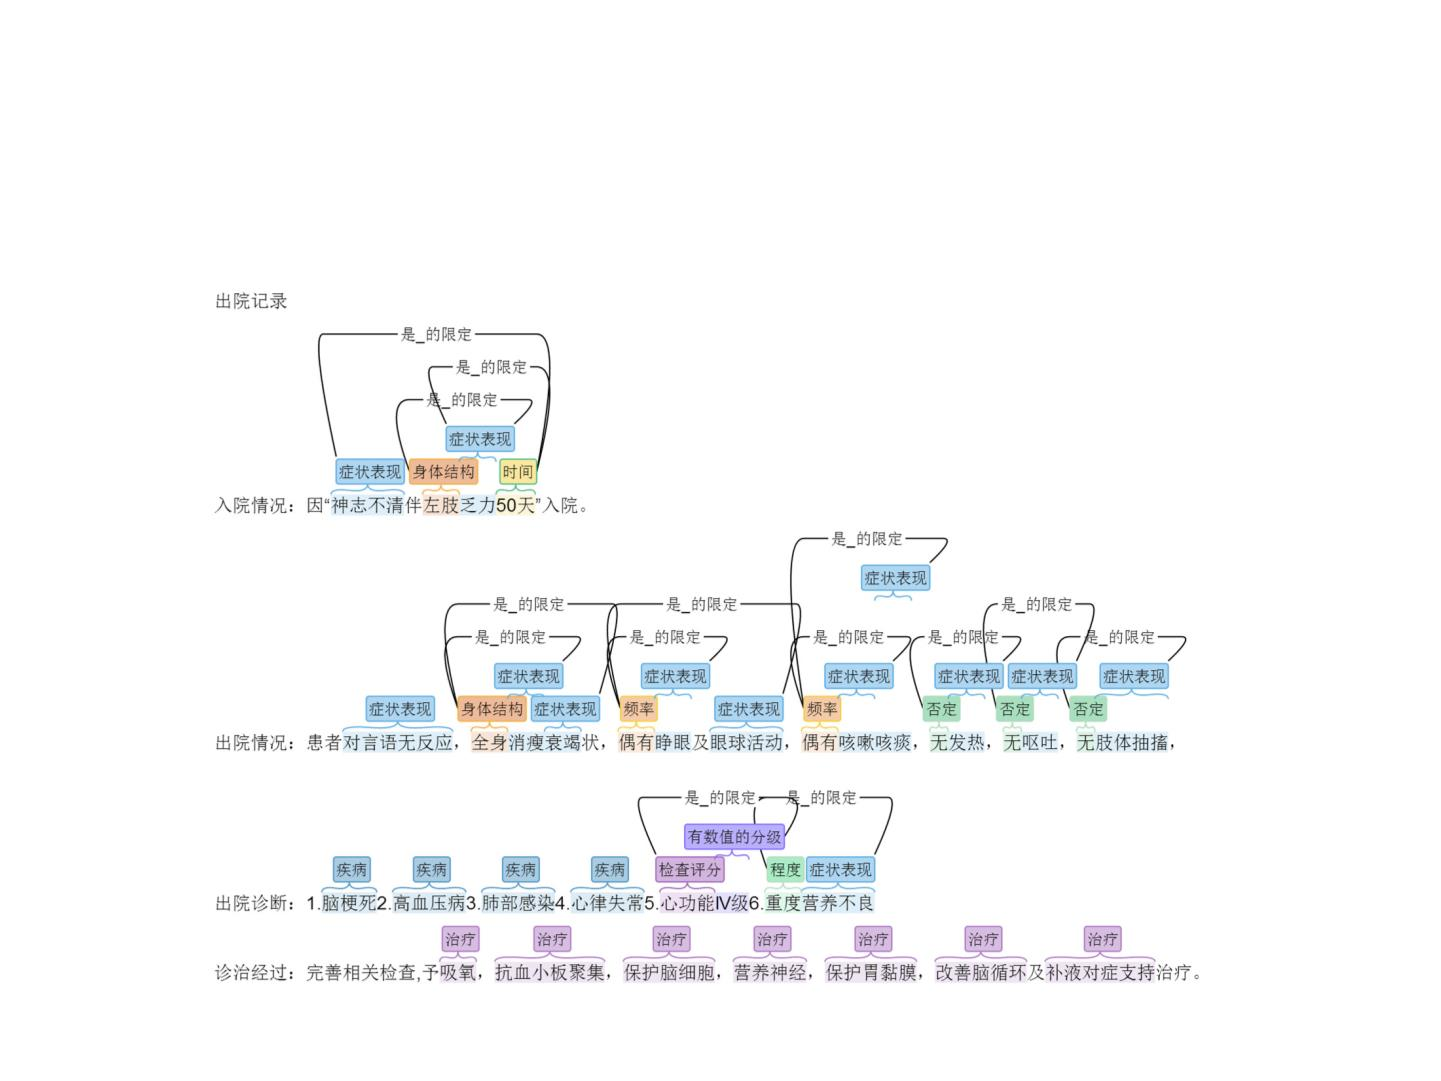 出院记录
是_的限定
是_的限定
是_的限定
症状表现
症状表现 身体结构 时间
入院情况：因“神志不清伴左肢乏力50天”入院。
是_的限定
症状表现
是_的限定 是_的限定 是_的限定
是_的限定 是_的限定 是_的限定 是_的限定 是_的限定
症状表现 症状表现 症状表现 症状表现 症状表现 症状表现
症状表现 身体结构 症状表现 频率 症状表现 频率 否定 否定 否定
出院情况：患者对言语无反应，全身消瘦衰竭状，偶有睁眼及眼球活动，偶有咳嗽咳痰，无发热，无呕吐，无肢体抽搐，
是_的限定 是_的限定
有数值的分级
疾病 疾病 疾病 疾病 检查评分 程度 症状表现
出院诊断：1.脑梗死2.高血压病3.肺部感染4.心律失常5.心功能Ⅳ级6.重度营养不良
治疗 治疗 治疗 治疗 治疗 治疗 治疗
诊治经过：完善相关检查,予吸氧，抗血小板聚集，保护脑细胞，营养神经，保护胃黏膜，改善脑循环及补液对症支持治疗。